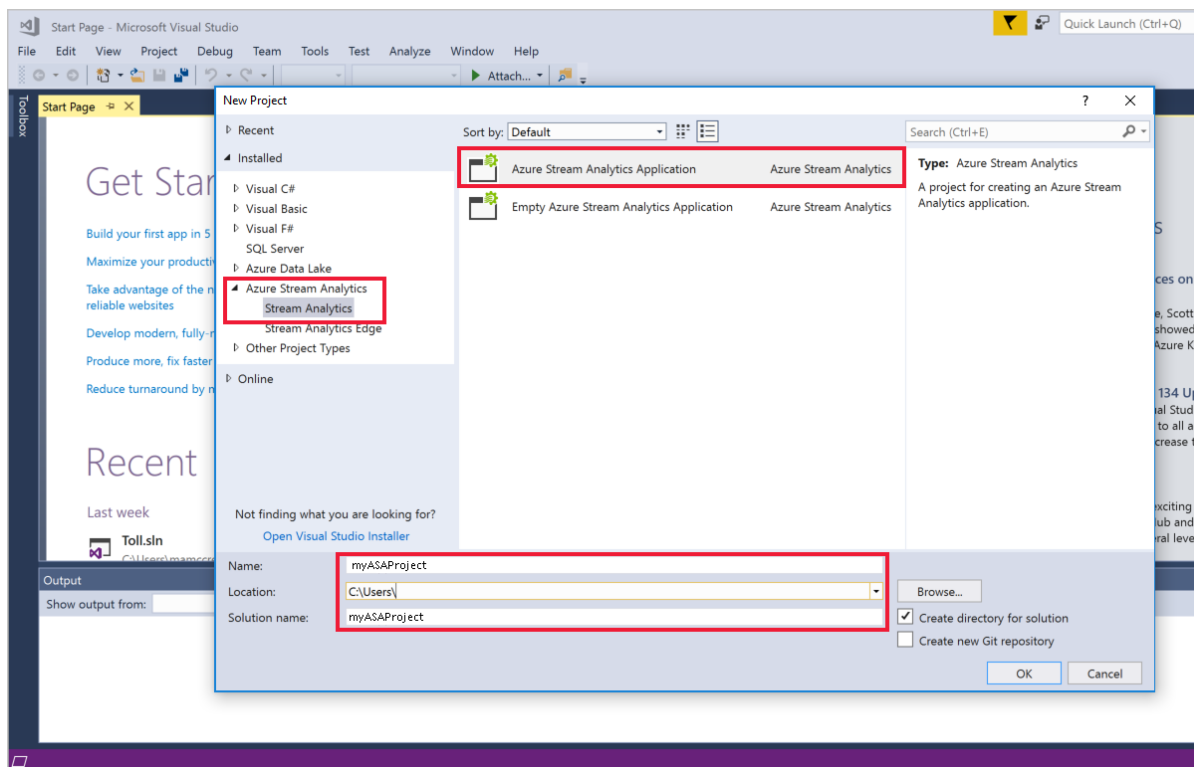 Start Page - Microsoft Visual Studio
Quick Launch (Ctrl+Q)
File Edit View Project Debug Team Tools Test Analyze Window Help
Attach...
Toolbox
Start Page
New Project
?
Recent
Installed
Visual C#
Visual Basic
Visual F#
SQL Server
Azure Data Lake
Azure Stream Analytics
Stream Analytics
Stream Analytics Edge
Other Project Types
Online
Not finding what you are looking for?
Open Visual Studio Installer
Sort by: Default
Azure Stream Analytics Application Azure Stream Analytics
Empty Azure Stream Analytics Application Azure Stream Analytics
Search (Ctrl+E)
Type: Azure Stream Analytics
A project for creating an Azure Stream
Analytics application.
Name: myASAProject
Location: C:\Users\
Browse...
Solution name: myASAProject
Create directory for solution
Create new Git repository
OK Cancel
Get Star
Build your first app in 5
Maximize your producti
Take advantage of the n
reliable websites
Develop modern, fully-r
Produce more, fix faster
Reduce turnaround by n
Recent
Last week
Toll.sln
C:\Users\mamccre
ces on
e, Scott
showed
Azure K
134 Up
al Stud
to all a
crease f
exciting
lub and
ral leve
Output
Show output from: